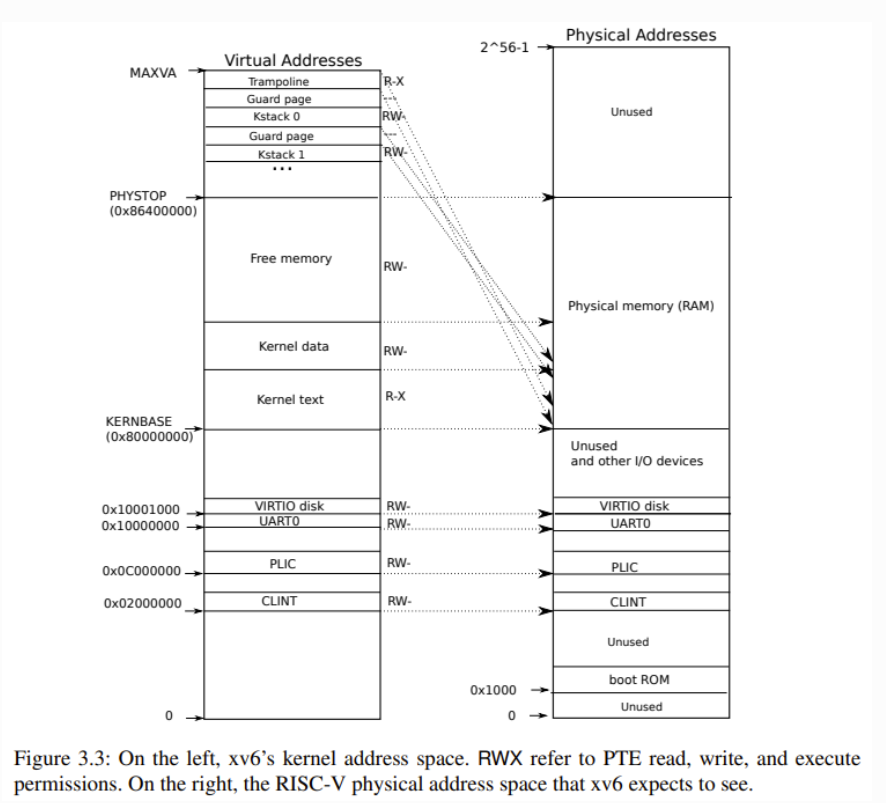 Virtual Addresses
MAXVA
Trampoline
R-X
Guard page
---
Kstack 0
RW-
Guard page
---
Kstack 1
RW-
...
PHYSTOP
(0x86400000)
Free memory
RW-
Kernel data
RW-
Kernel text
R-X
KERNBASE
(0x80000000)
0x10001000
VIRTIO disk
RW-
0x10000000
UART0
RW-
0x0C000000
PLIC
RW-
0x02000000
CLINT
RW-
0
Physical Addresses
2^56-1
Unused
Physical memory (RAM)
Unused
and other I/O devices
VIRTIO disk
UART0
PLIC
CLINT
Unused
boot ROM
0x1000
Unused
0
Figure 3.3: On the left, xv6's kernel address space. RWX refer to PTE read, write, and execute
permissions. On the right, the RISC-V physical address space that xv6 expects to see.